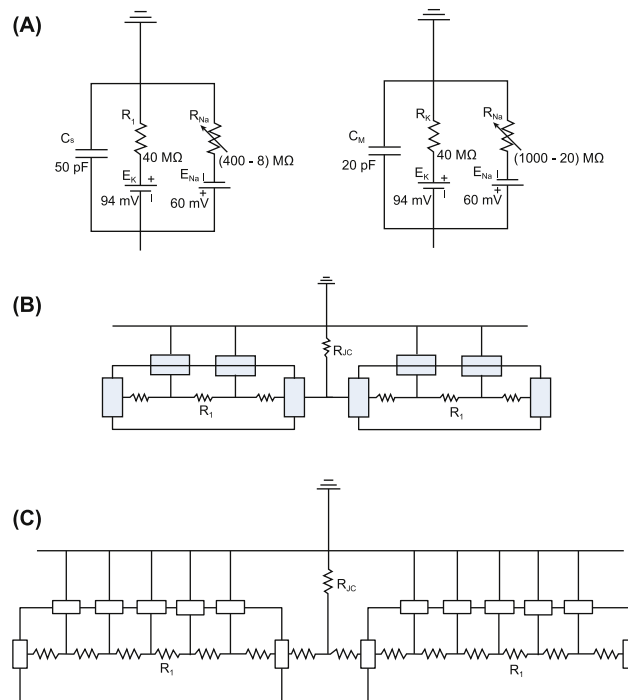 (A)
R1
RNa
Cs
50 pF
40 MΩ
(400 - 8) MΩ
EK
+
ENa
94 mV
+
60 mV
RK
RNa
CM
20 pF
40 MΩ
(1000 - 20) MΩ
EK
+
ENa
94 mV
+
60 mV
(B)
RJC
R1
R1
(C)
RJC
R1
R1